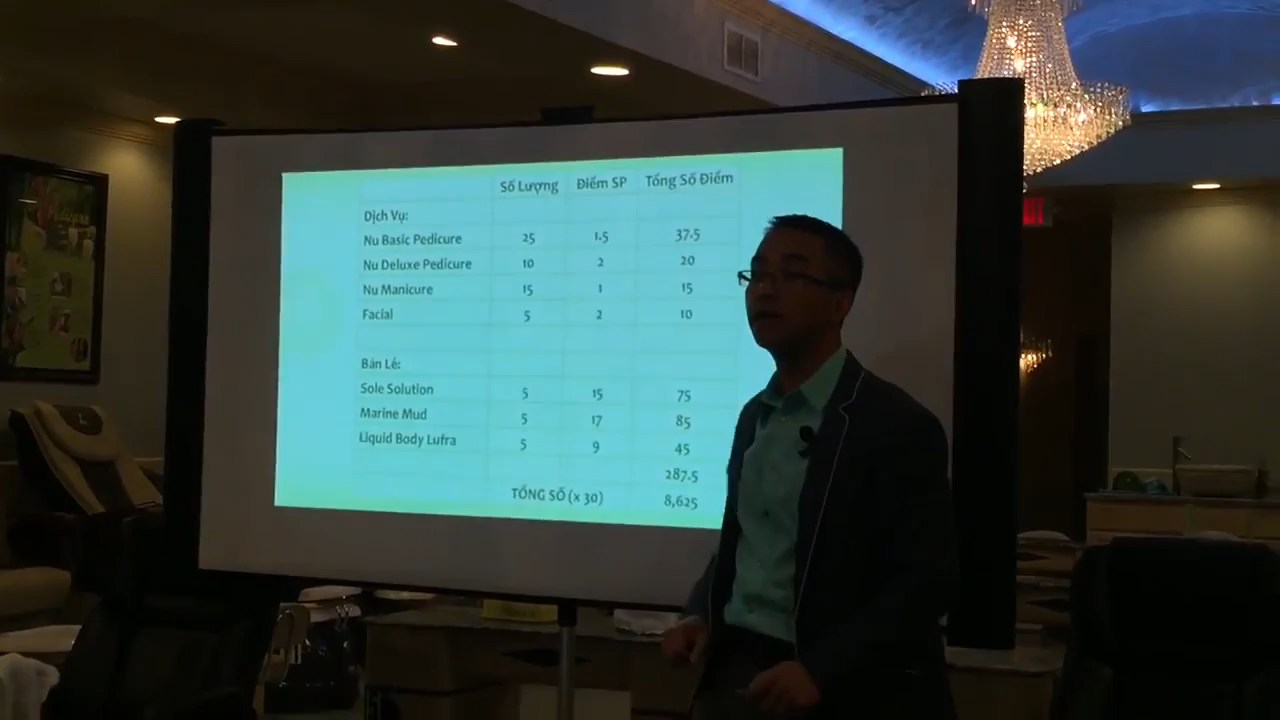 Số Lượng Điểm SP Tổng Số Điểm
Dịch Vụ:
Nu Basic Pedicure 25 1.5 37.5
Nu Deluxe Pedicure 10 2 20
Nu Manicure 15 1 15
Facial 5 2 10
Bán Lẻ:
Sole Solution 5 15 75
Marine Mud 5 17 85
Liquid Body Lufra 5 9 45
287.5
TỔNG SỐ (x 30) 8,625